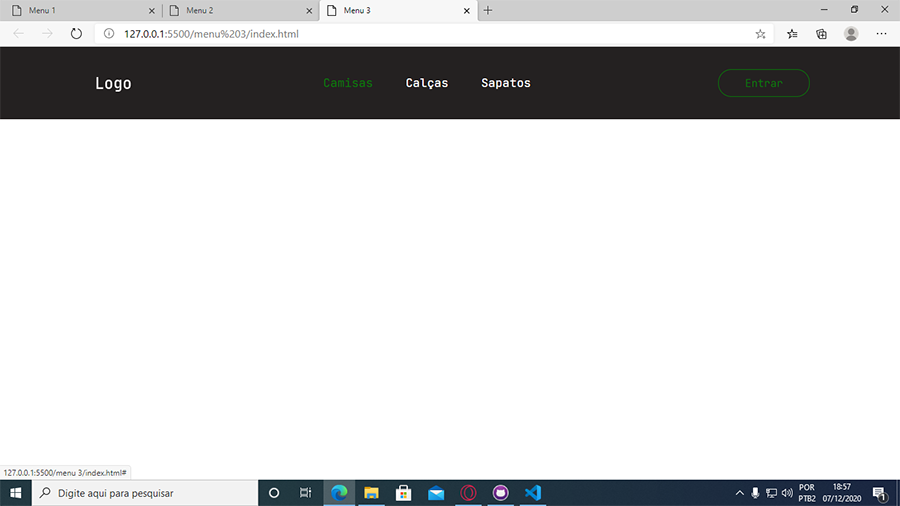 Menu 1
Menu 2
Menu 3
127.0.0.1:5500/menu%203/index.html
Logo
Camisas
Calças
Sapatos
Entrar
127.0.0.1:5500/menu 3/index.html#
Digite aqui para pesquisar
POR
PTB2
18:57
07/12/2020
1